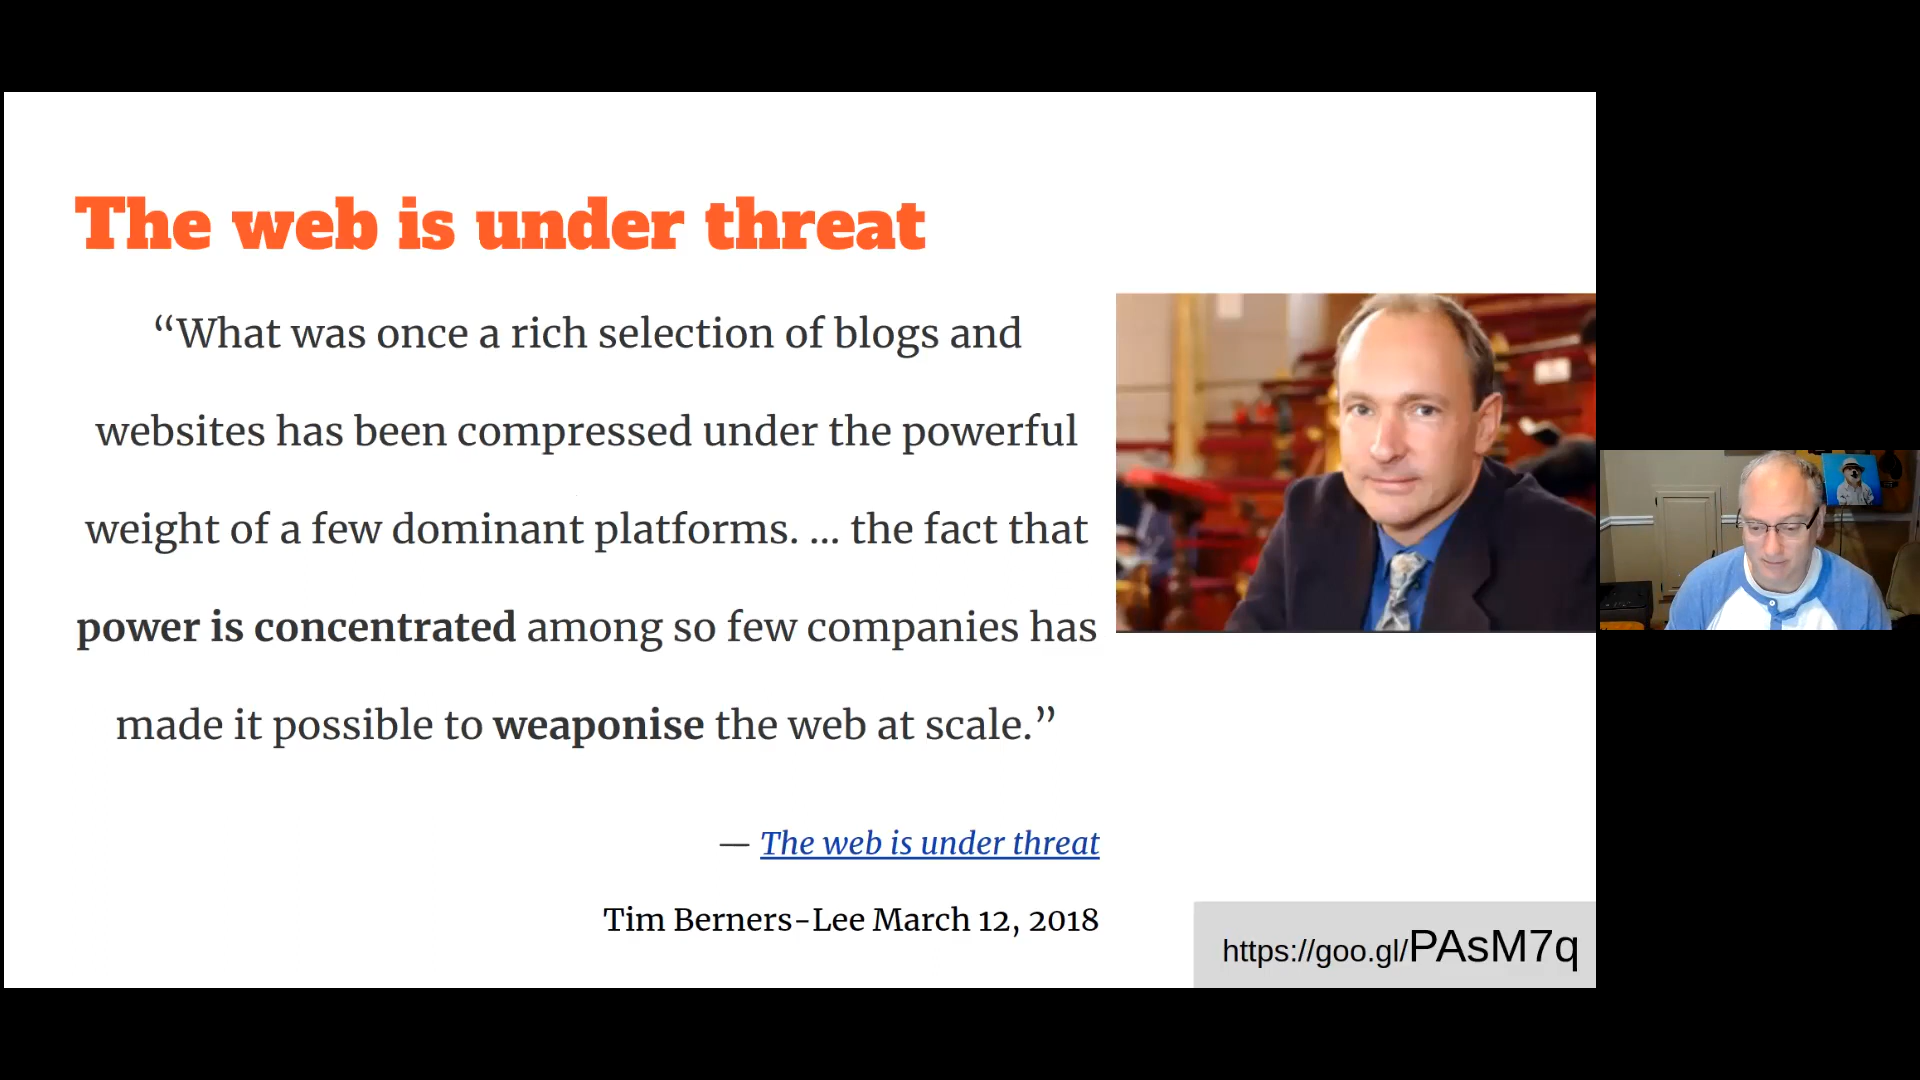 The web is under threat
“What was once a rich selection of blogs and
websites has been compressed under the powerful
weight of a few dominant platforms. ... the fact that
power is concentrated among so few companies has
made it possible to weaponise the web at scale.”
— The web is under threat
Tim Berners-Lee March 12, 2018
https://goo.gl/PAsM7q